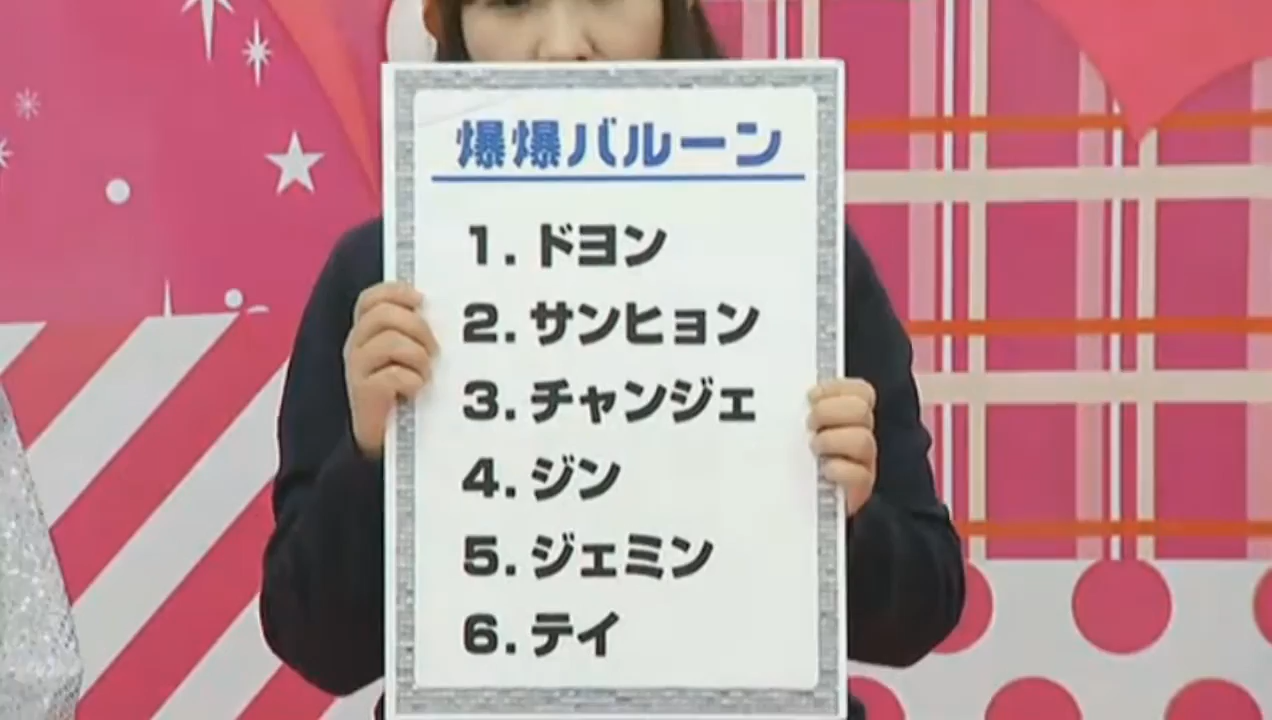 爆爆バルーン
1. ドヨン
2. サンヒョン
3. チャンジェ
4. ジン
5. ジェミン
6. テイ